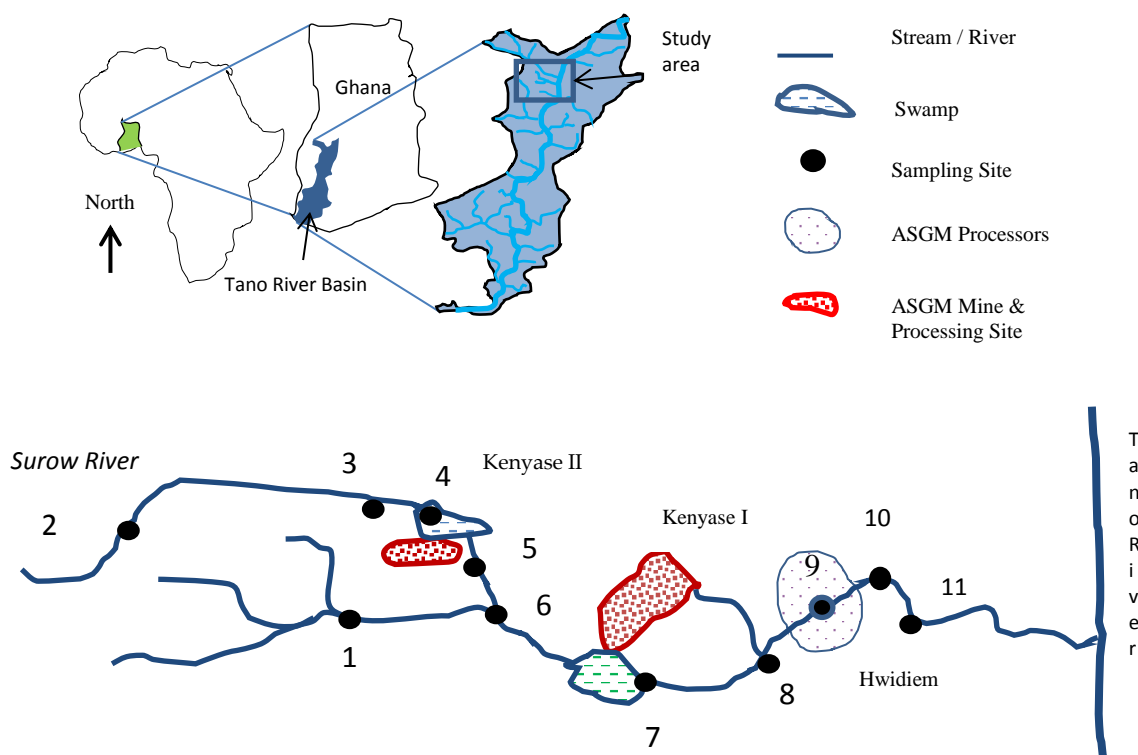 Ghana
Study
area
North
Tano River Basin
Stream / River
Swamp
Sampling Site
ASGM Processors
ASGM Mine &
Processing Site
Surow River
Kenyase II
Kenyase I
Hwidiem
1
2
3
4
5
6
7
8
9
10
11
T
a
n
o
R
i
v
e
r